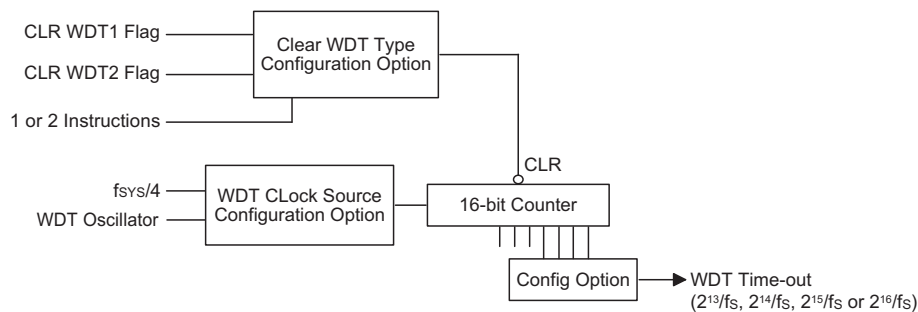 CLR WDT1 Flag
CLR WDT2 Flag
1 or 2 Instructions
Clear WDT Type
Configuration Option
CLR
fSYS/4
WDT Oscillator
WDT CLock Source
Configuration Option
16-bit Counter
Config Option
WDT Time-out
(2¹³/fS, 2¹⁴/fS, 2¹⁵/fS or 2¹⁶/fS)